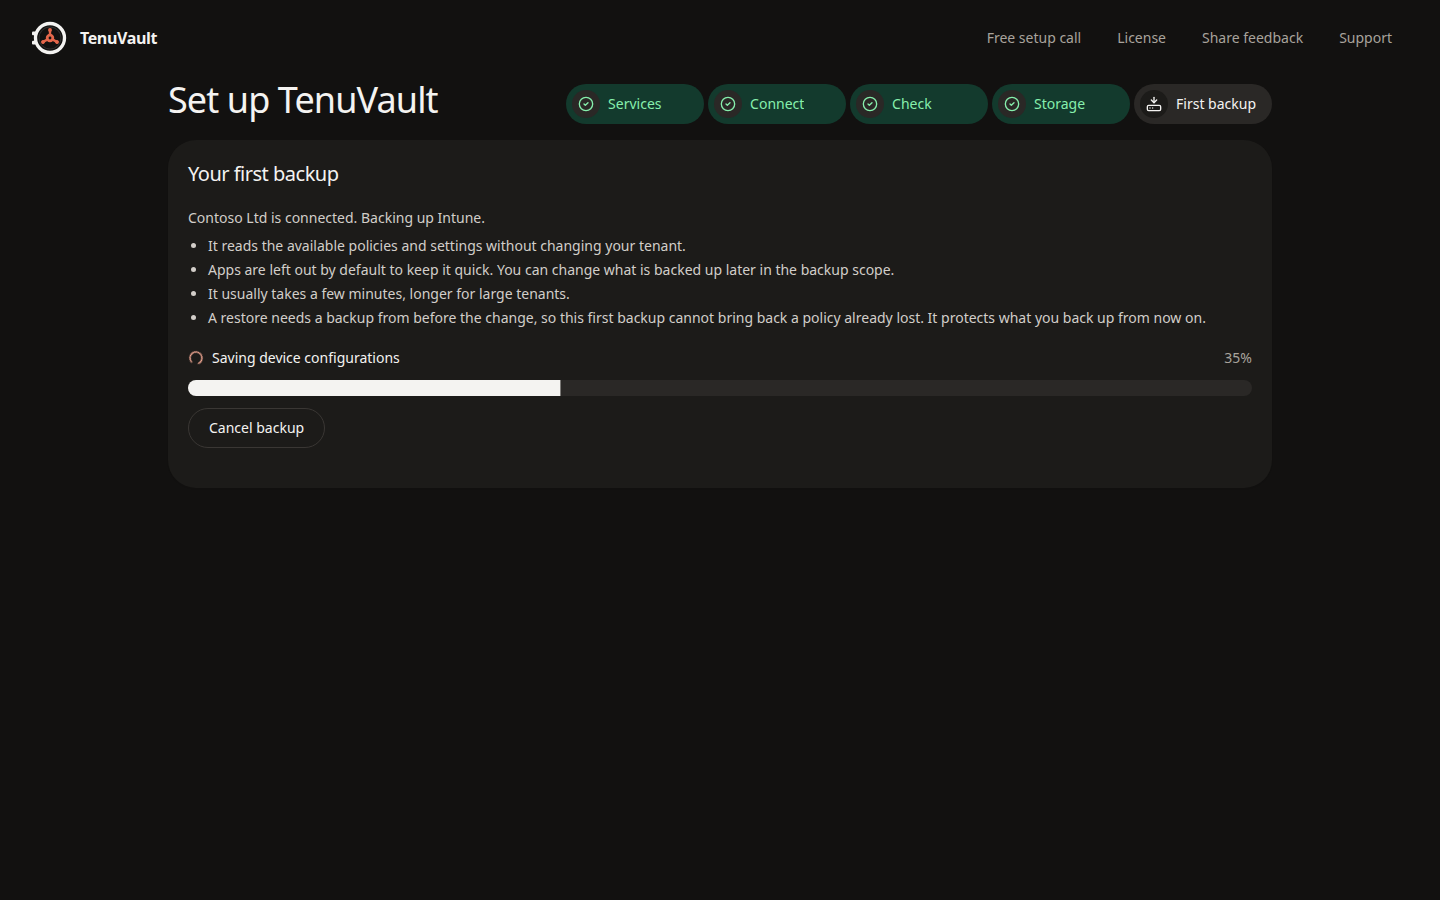 TenuVault
Free setup call
License
Share feedback
Support
Set up TenuVault
Services
Connect
Check
Storage
First backup
Your first backup
Contoso Ltd is connected. Backing up Intune.
It reads the available policies and settings without changing your tenant.
Apps are left out by default to keep it quick. You can change what is backed up later in the backup scope.
It usually takes a few minutes, longer for large tenants.
A restore needs a backup from before the change, so this first backup cannot bring back a policy already lost. It protects what you back up from now on.
Saving device configurations
35%
Cancel backup